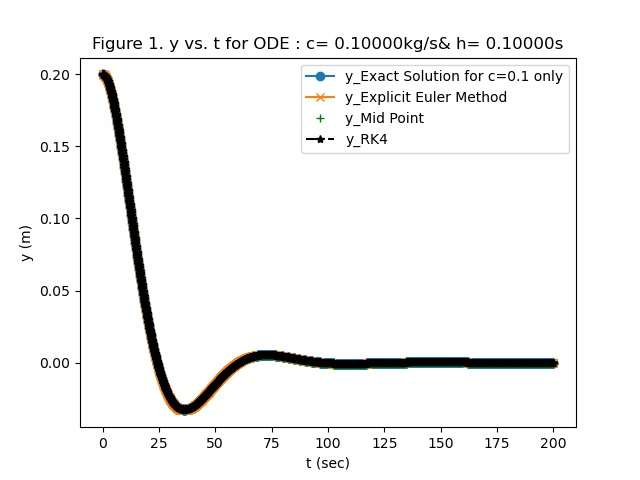 Figure 1. y vs. t for ODE : c= 0.10000kg/s& h= 0.10000s
y_Exact Solution for c=0.1 only
y_Explicit Euler Method
y_Mid Point
y_RK4
0.20
0.15
0.10
0.05
0.00
y (m)
0 25 50 75 100 125 150 175 200
t (sec)